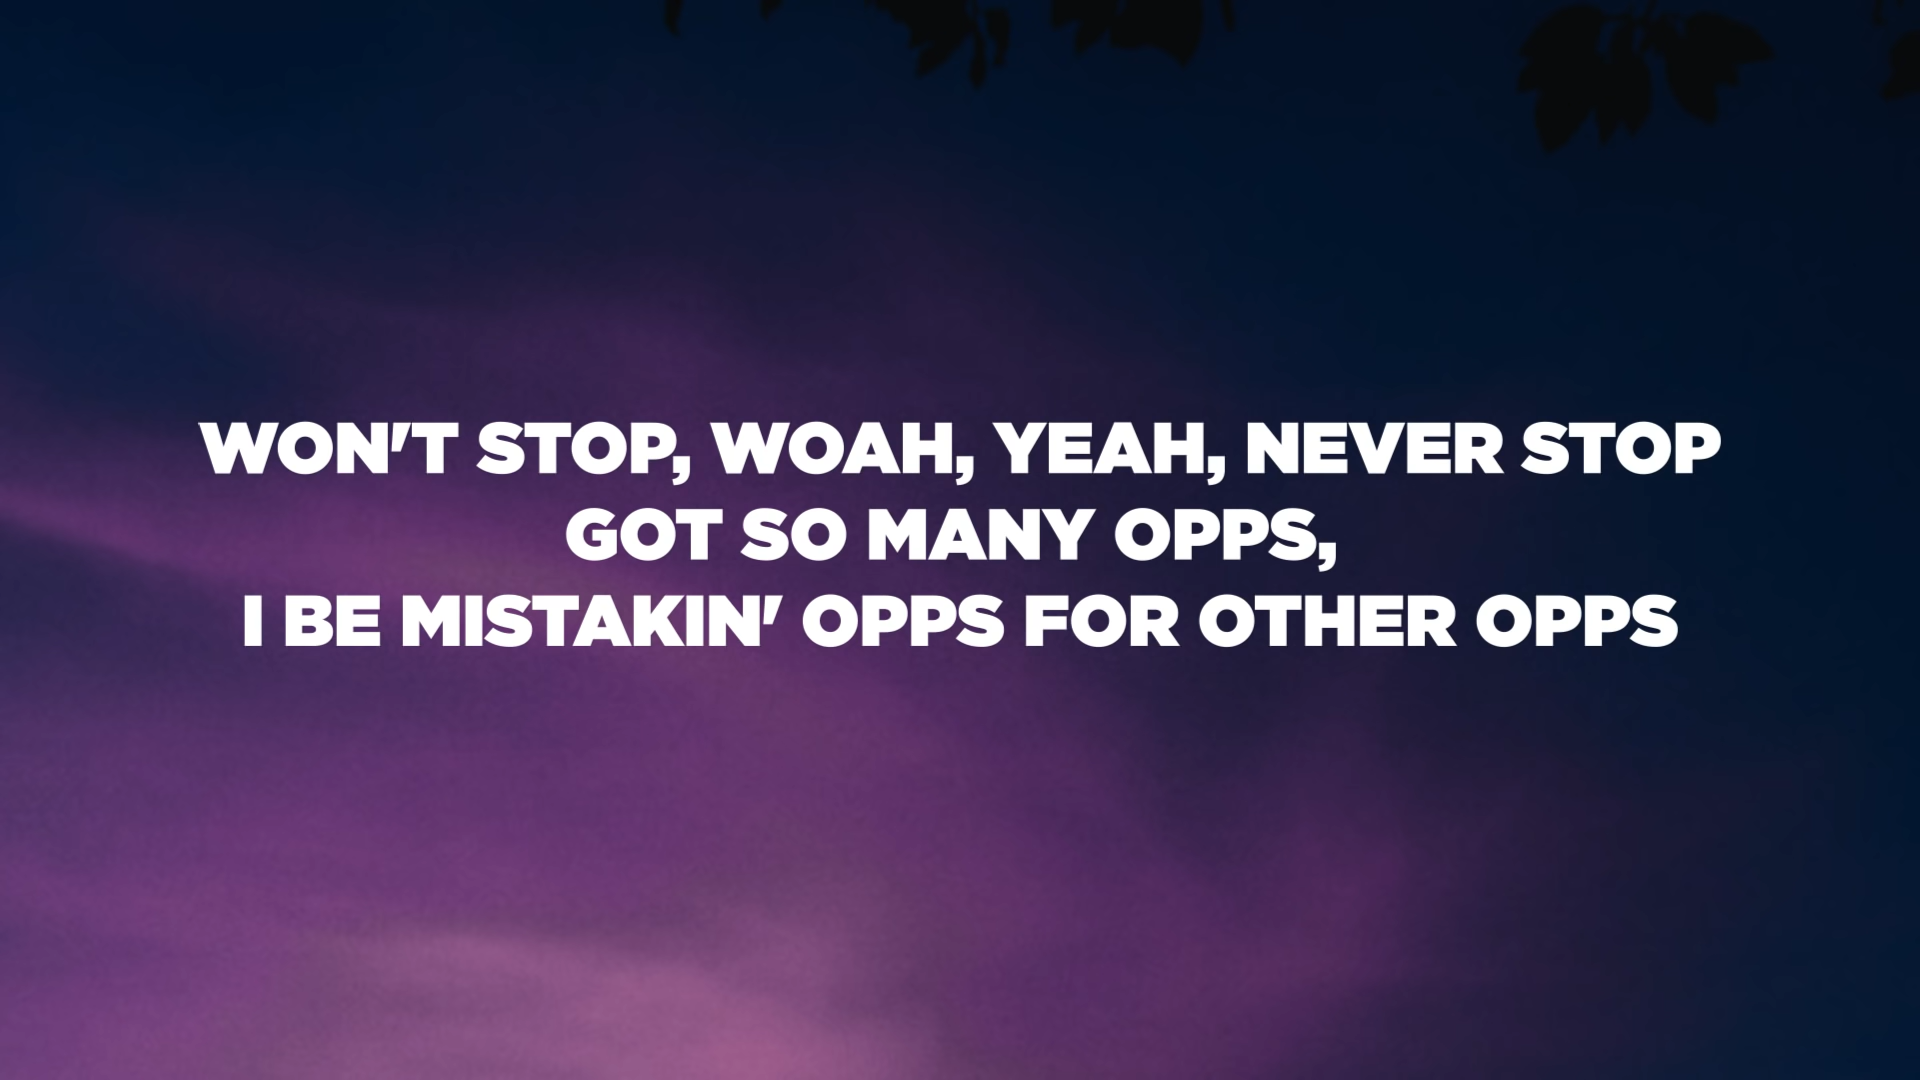 WON'T STOP, WOAH, YEAH, NEVER STOP
GOT SO MANY OPPS,
I BE MISTAKIN' OPPS FOR OTHER OPPS